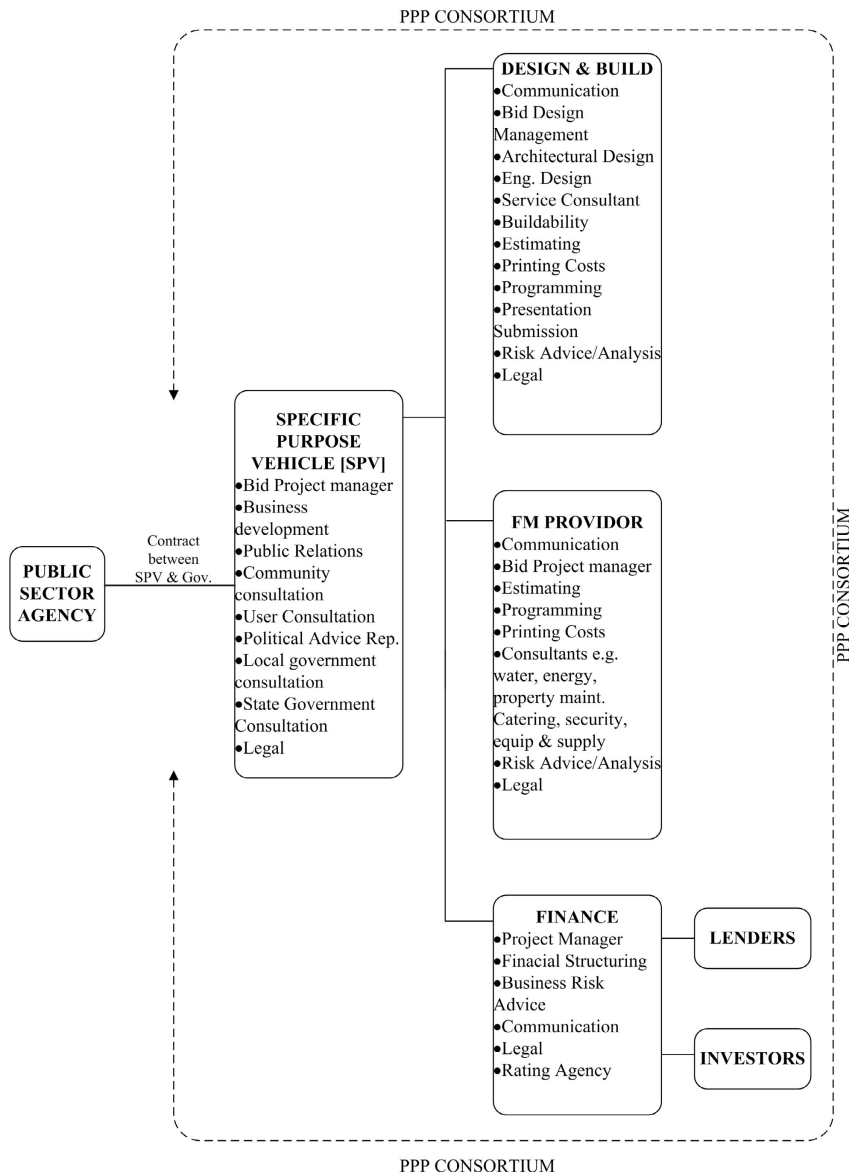 PPP CONSORTIUM
DESIGN & BUILD
●Communication
●Bid Design
Management
●Architectural Design
●Eng. Design
●Service Consultant
●Buildability
●Estimating
●Printing Costs
●Programming
●Presentation
Submission
●Risk Advice/Analysis
●Legal
SPECIFIC
PURPOSE
VEHICLE [SPV]
●Bid Project manager
●Business
development
●Public Relations
●Community
consultation
●User Consultation
●Political Advice Rep.
●Local government
consultation
●State Government
Consultation
●Legal
Contract
between
SPV & Gov.
PUBLIC
SECTOR
AGENCY
FM PROVIDOR
●Communication
●Bid Project manager
●Estimating
●Programming
●Printing Costs
●Consultants e.g.
water, energy,
property maint.
Catering, security,
equip & supply
●Risk Advice/Analysis
●Legal
PPP CONSORTIUM
FINANCE
●Project Manager
●Finacial Structuring
●Business Risk
Advice
●Communication
●Legal
●Rating Agency
LENDERS
INVESTORS
PPP CONSORTIUM